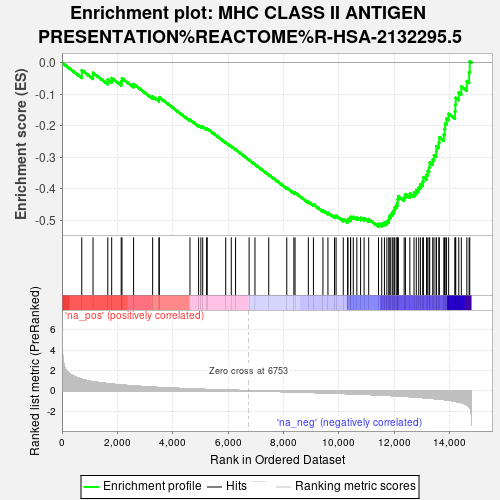 Enrichment plot: MHC CLASS II ANTIGEN
PRESENTATION%REACTOME%R-HSA-2132295.5
Enrichment score (ES)
0.0
-0.1
-0.2
-0.3
-0.4
-0.5
'na_pos' (positively correlated)
Ranked list metric (PreRanked)
6
4
2
0
-2
Zero cross at 6753
'na_neg' (negatively correlated)
0
2,000
4,000
6,000
8,000
10,000
12,000
14,000
Rank in Ordered Dataset
Enrichment profile
Hits
Ranking metric scores